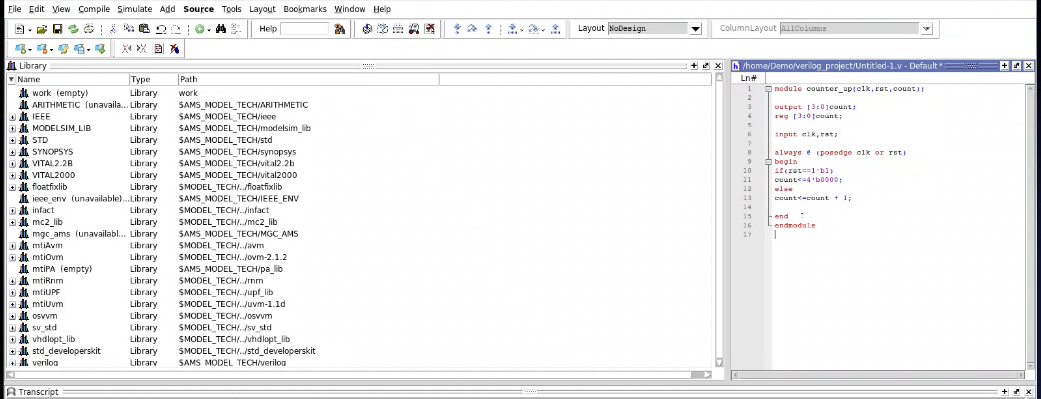 File Edit View Compile Simulate Add Source Tools Layout Bookmarks Window Help
Help Layout NoDesign ColumnLayout AllColumns
Library
Name Type Path
work (empty) Library work
ARITHMETIC (unavaila... Library $AMS_MODEL_TECH/ARITHMETIC
IEEE Library $AMS_MODEL_TECH/ieee
MODELSIM_LIB Library $AMS_MODEL_TECH/modelsim_lib
STD Library $AMS_MODEL_TECH/std
SYNOPSYS Library $AMS_MODEL_TECH/synopsys
VITAL2.2B Library $AMS_MODEL_TECH/vital2.2b
VITAL2000 Library $AMS_MODEL_TECH/vital2000
floatfixlib Library $MODEL_TECH/../floatfixlib
ieee_env (unavailable) Library $MODEL_TECH/IEEE_ENV
infact Library $MODEL_TECH/../infact
mc2_lib Library $MODEL_TECH/../mc2_lib
mgc_ams (unavailabl... Library $AMS_MODEL_TECH/MGC_AMS
mtiAvm Library $MODEL_TECH/../avm
mtiOvm Library $MODEL_TECH/../ovm-2.1.2
mtiPA (empty) Library $AMS_MODEL_TECH/pa_lib
mtiRnm Library $MODEL_TECH/../rnm
mtiUPF Library $MODEL_TECH/../upf_lib
mtiUvm Library $MODEL_TECH/../uvm-1.1d
osvvm Library $MODEL_TECH/../osvvm
sv_std Library $MODEL_TECH/../sv_std
vhdlopt_lib Library $MODEL_TECH/../vhdlopt_lib
std_developerskit Library $MODEL_TECH/../std_developerskit
verilog Library $AMS_MODEL_TECH/verilog
/home/Demo/verilog_project/Untitled-1.v - Default *
Ln#
1 module counter_up(clk,rst,count);
2
3 output [3:0]count;
4 reg [3:0]count;
5
6 input clk,rst;
7
8 always @ (posedge clk or rst)
9 begin
10 if(rst==1'b1)
11 count<=4'b0000;
12 else
13 count<=count + 1;
14
15 end
16 endmodule
17
Transcript